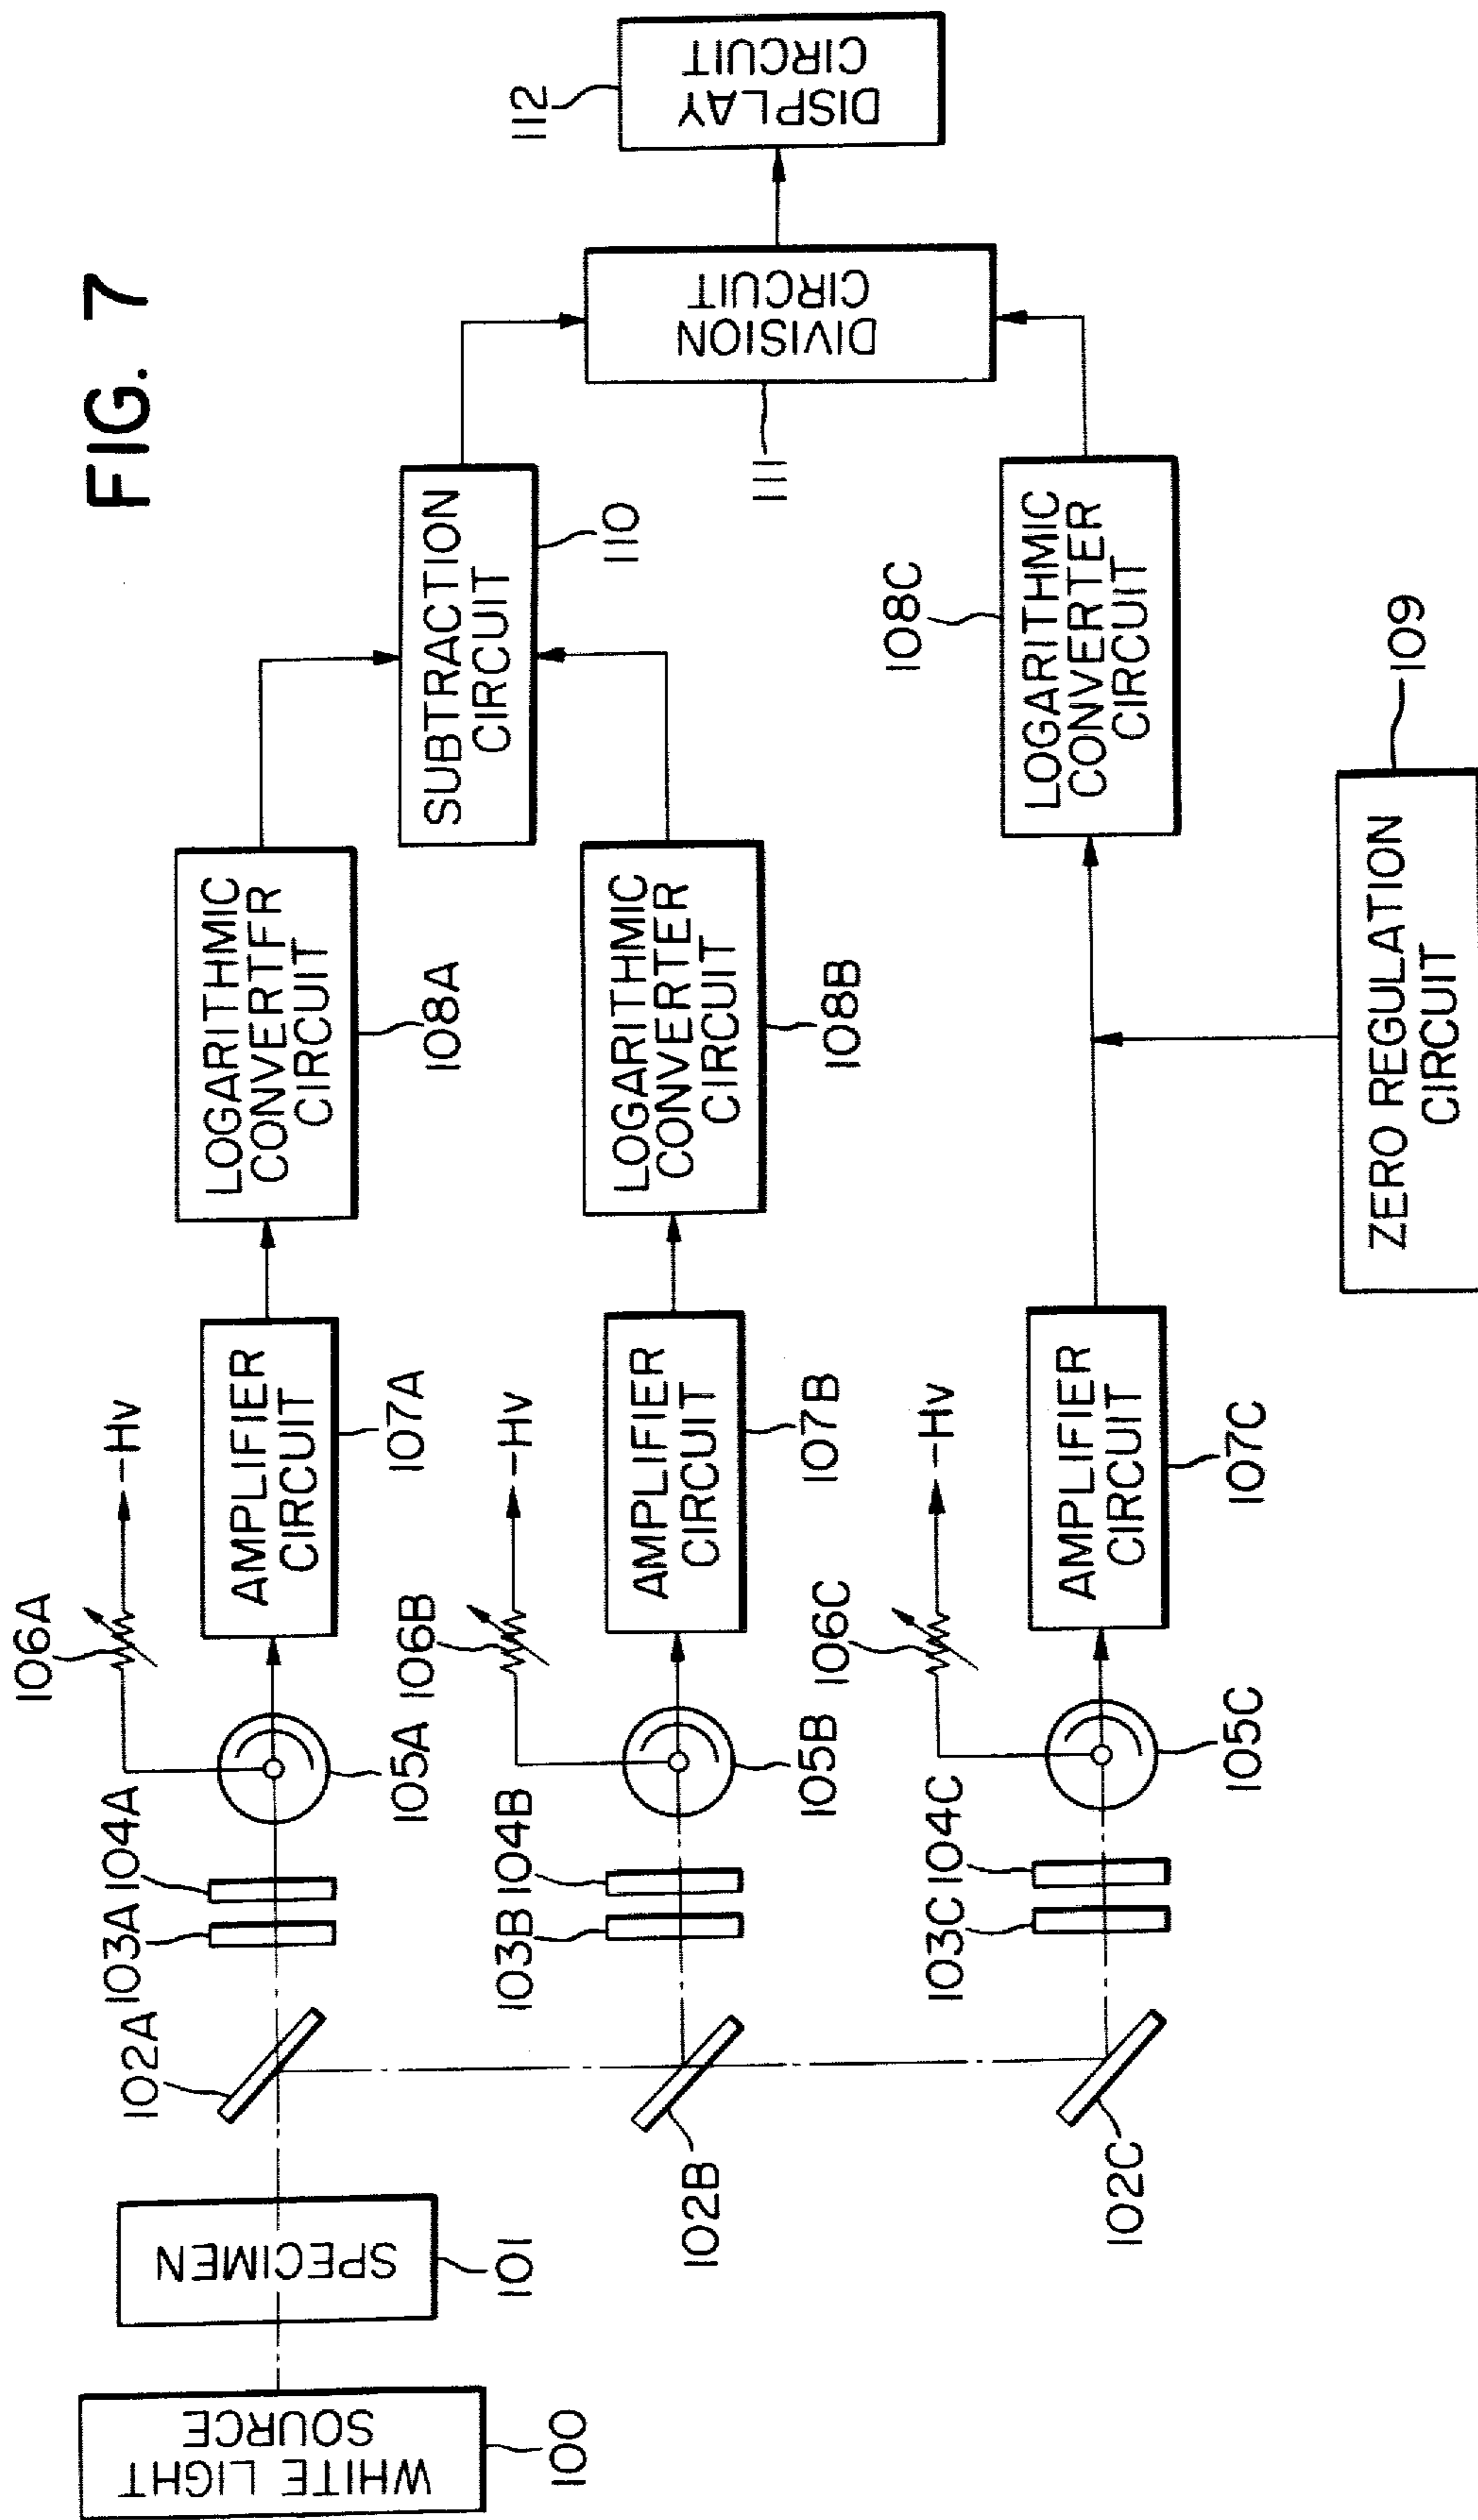 FIG. 7
WHITE LIGHT
SOURCE
100
SPECIMEN
101
102A
103A
104A
105A
106A
-Hv
AMPLIFIER
CIRCUIT
107A
LOGARITHMIC
CONVERTFR
CIRCUIT
108A
102B
103B
104B
105B
106B
-Hv
AMPLIFIER
CIRCUIT
107B
LOGARITHMIC
CONVERTER
CIRCUIT
108B
SUBTRACTION
CIRCUIT
110
102C
103C
104C
105C
106C
-Hv
AMPLIFIER
CIRCUIT
107C
LOGARITHMIC
CONVERTER
CIRCUIT
108C
ZERO REGULATION
CIRCUIT
109
DIVISION
CIRCUIT
111
DISPLAY
CIRCUIT
112